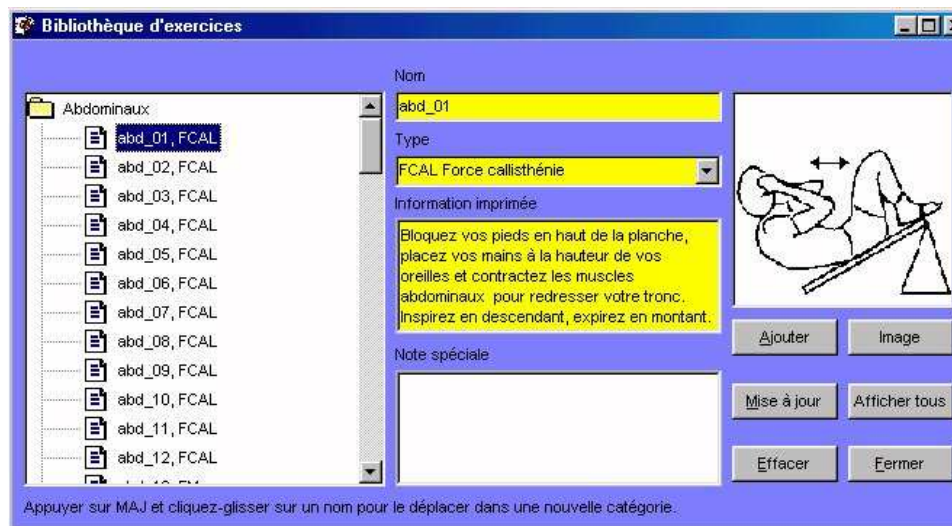 Bibliothèque d'exercices
Abdominaux
abd_01, FCAL
abd_02, FCAL
abd_03, FCAL
abd_04, FCAL
abd_05, FCAL
abd_06, FCAL
abd_07, FCAL
abd_08, FCAL
abd_09, FCAL
abd_10, FCAL
abd_11, FCAL
abd_12, FCAL
Nom
abd_01
Type
FCAL Force callisthénie
Information imprimée
Bloquez vos pieds en haut de la planche,
placez vos mains à la hauteur de vos
oreilles et contractez les muscles
abdominaux pour redresser votre tronc.
Inspirez en descendant, expirez en montant.
Note spéciale
Ajouter
Image
Mise à jour
Afficher tous
Effacer
Fermer
Appuyer sur MAJ et cliquez-glisser sur un nom pour le déplacer dans une nouvelle catégorie.